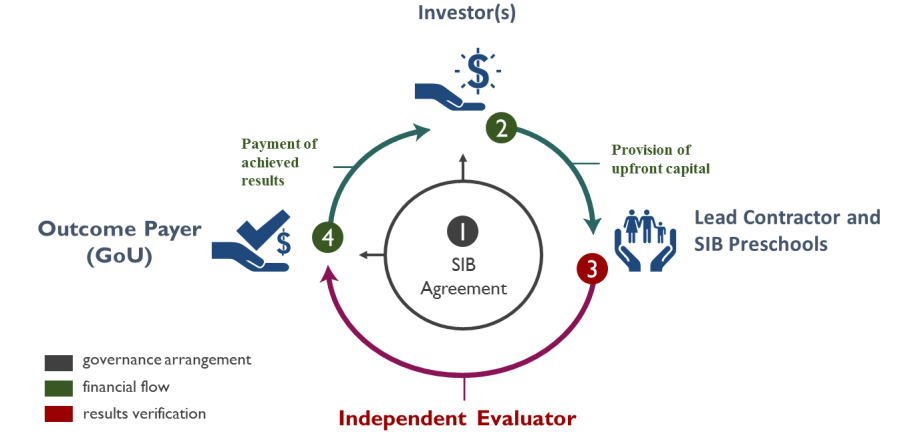 Investor(s)
$
2
Payment of
achieved
results
Provision of
upfront capital
Outcome Payer
(GoU)
$
4
1
SIB
Agreement
3
Lead Contractor and
SIB Preschools
governance arrangement
financial flow
results verification
Independent Evaluator